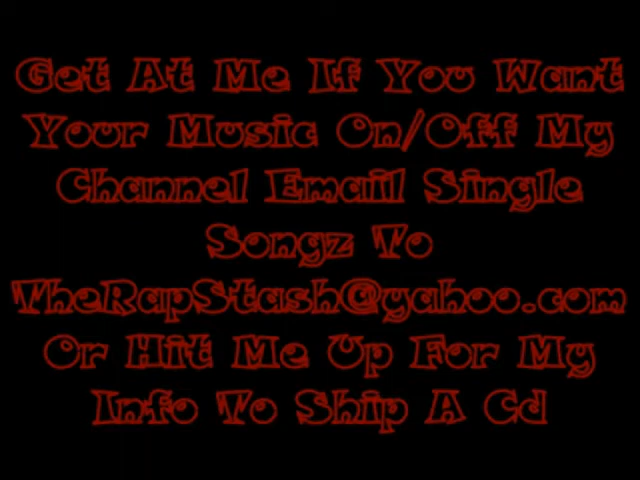 Get At Me If You Want
Your Music On/Off My
Channel Email Single
Songz To
TheRapStash@yahoo.com
Or Hit Me Up For My
Info To Ship A Cd